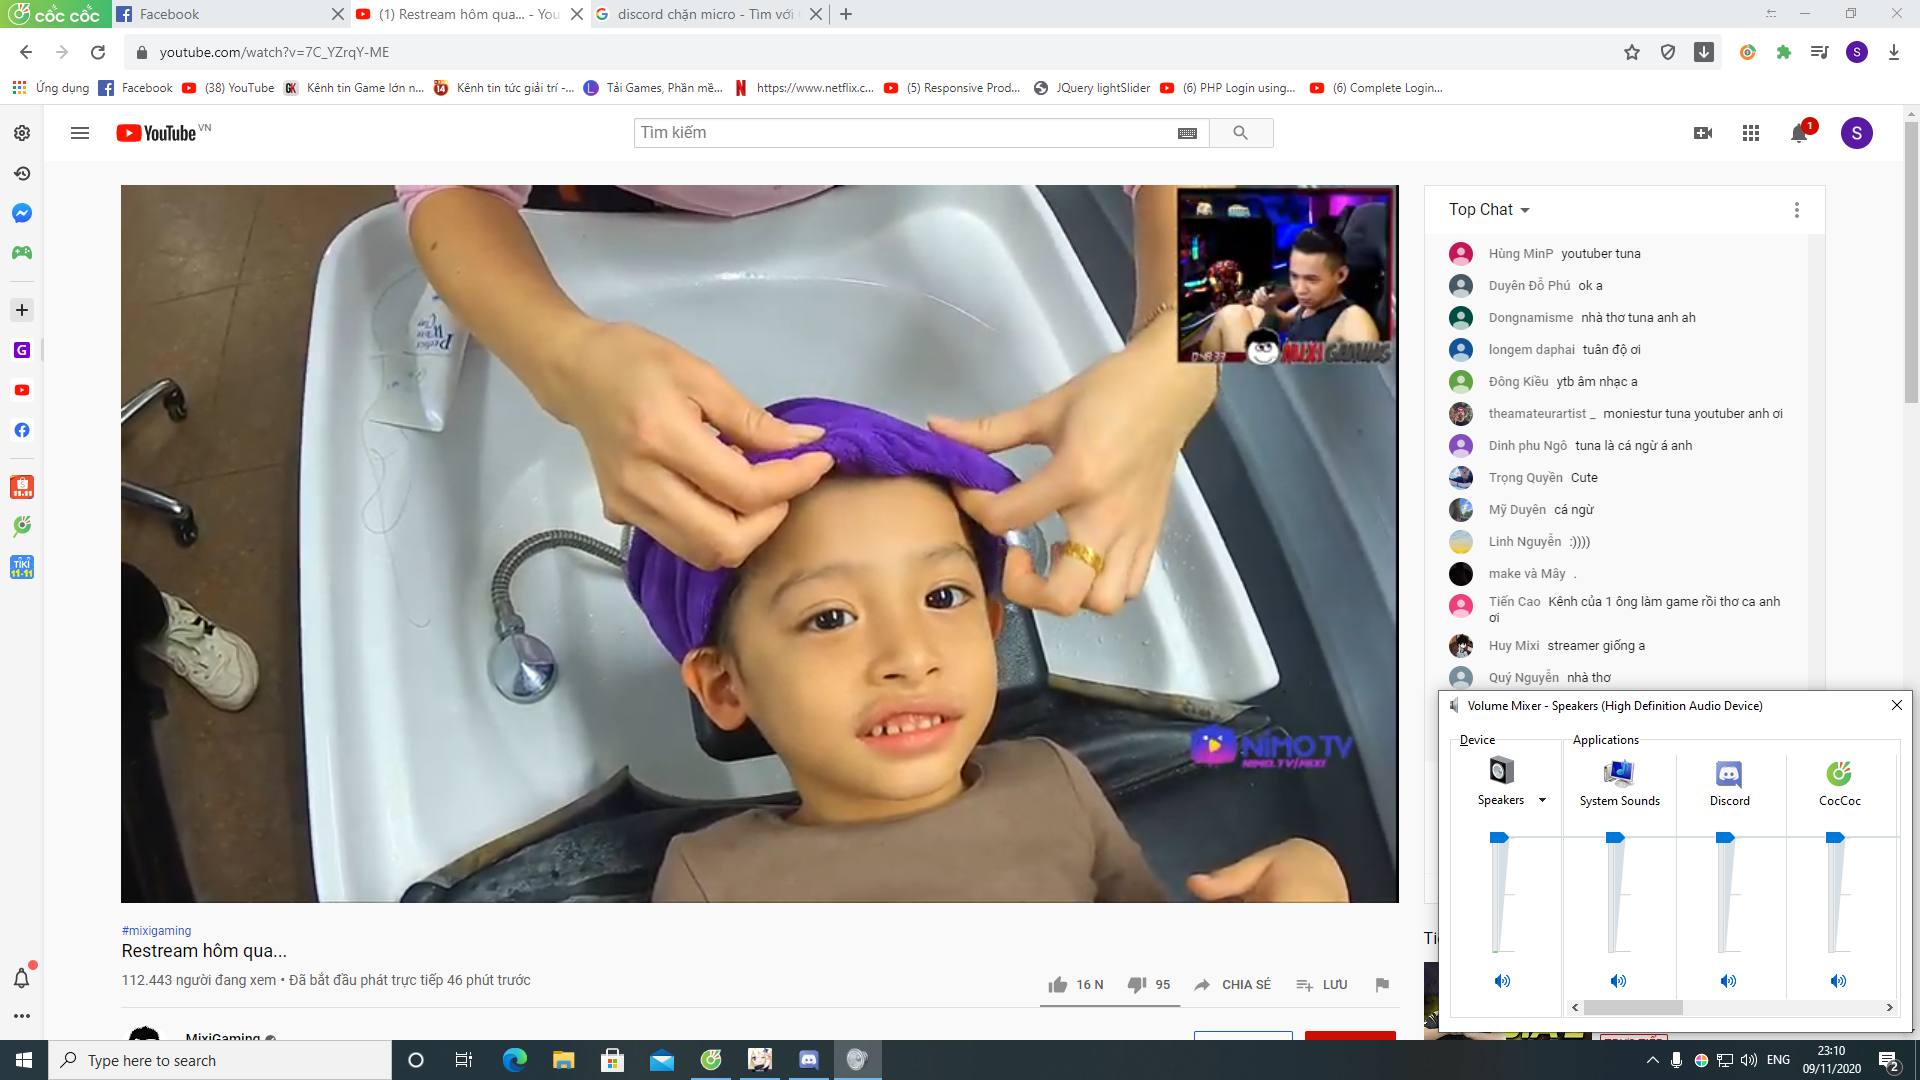 cốc cốc
Facebook
(1) Restream hôm qua... - You
discord chặn micro - Tìm với
youtube.com/watch?v=7C_YZrqY-ME
S
Ứng dụng
Facebook
(38) YouTube
Kênh tin Game lớn n...
Kênh tin tức giải trí -...
Tải Games, Phần mề...
https://www.netflix.c...
(5) Responsive Prod...
JQuery lightSlider
(6) PHP Login using...
(6) Complete Login...
YouTube VN
Tìm kiếm
1
S
MIXI GAMING
NIMO TV
NIMO.TV/MIXI
Top Chat
Hùng MinP youtuber tuna
Duyên Đỗ Phú ok a
Dongnamisme nhà thơ tuna anh ah
longem daphai tuân độ ơi
Đông Kiều ytb âm nhạc a
theamateurartist _ moniestur tuna youtuber anh ơi
Dinh phu Ngô tuna là cá ngừ á anh
Trọng Quyền Cute
Mỹ Duyên cá ngừ
Linh Nguyễn :))))
make và Mây .
Tiến Cao Kênh của 1 ông làm game rồi thơ ca anh
ơi
Huy Mixi streamer giống a
Quý Nguyễn nhà thơ
Volume Mixer - Speakers (High Definition Audio Device)
Device
Applications
Speakers
System Sounds
Discord
CocCoc
#mixigaming
Restream hôm qua...
112.443 người đang xem • Đã bắt đầu phát trực tiếp 46 phút trước
16 N
95
CHIA SẺ
LƯU
MixiGaming
Type here to search
ENG
23:10
09/11/2020
2